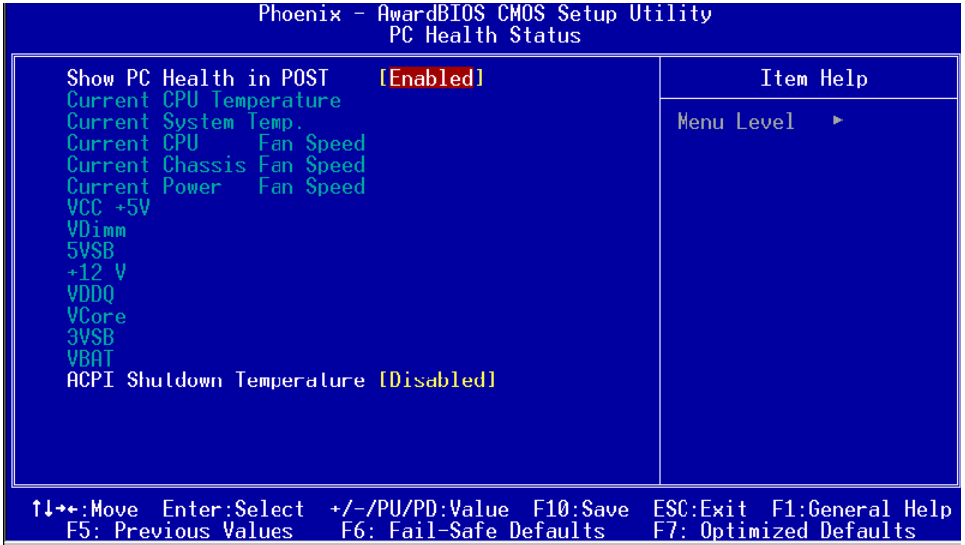 Phoenix - AwardBIOS CMOS Setup Utility
PC Health Status
Show PC Health in POST [Enabled]
Current CPU Temperature
Current System Temp.
Current CPU Fan Speed
Current Chassis Fan Speed
Current Power Fan Speed
VCC +5V
VDimm
5VSB
+12 V
VDDQ
VCore
3VSB
VBAT
ACPI Shutdown Temperature [Disabled]
Item Help
Menu Level ►
↑↓→←:Move Enter:Select +/-/PU/PD:Value F10:Save ESC:Exit F1:General Help
F5: Previous Values F6: Fail-Safe Defaults F7: Optimized Defaults